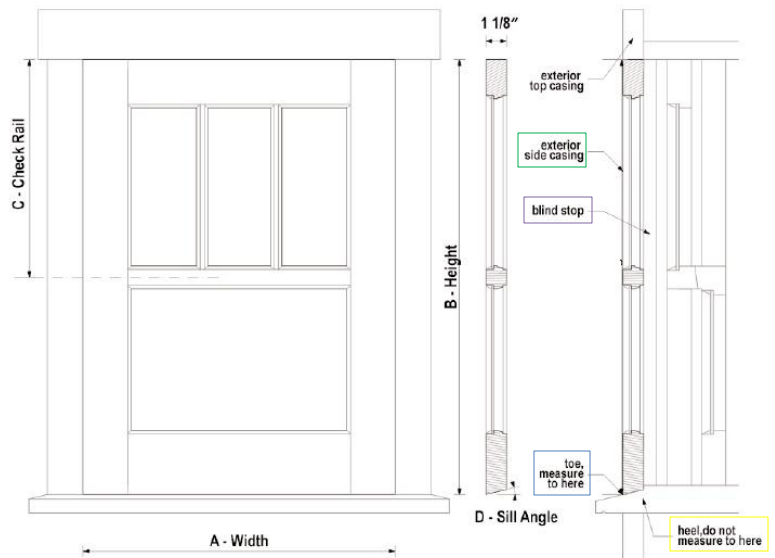 1 1/8″
exterior
top casing
C - Check Rail
exterior
side casing
blind stop
B - Height
toe,
measure
to here
D - Sill Angle
heel,do not
measure to here
A - Width